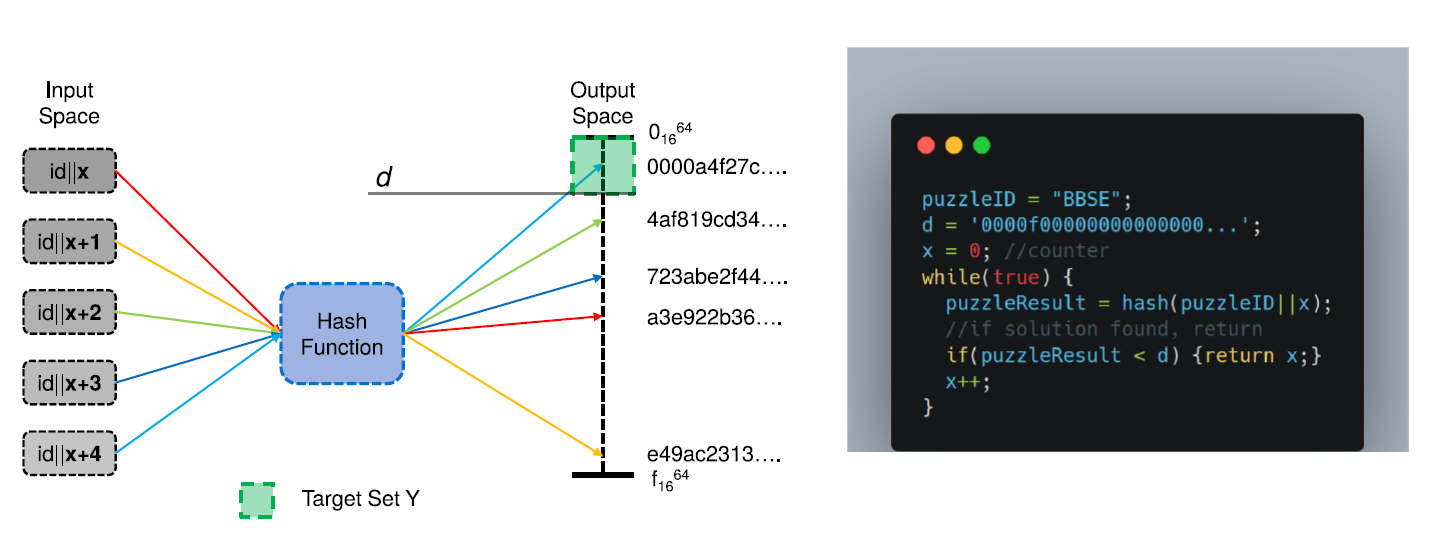 Input
Space
id||x
id||x+1
id||x+2
id||x+3
id||x+4
Hash
Function
d
Output
Space
0₁₆⁶⁴
0000a4f27c....
4af819cd34....
723abe2f44....
a3e922b36....
e49ac2313....
f₁₆⁶⁴
Target Set Y
puzzleID = "BBSE";
d = '0000f00000000000000...';
x = 0; //counter
while(true) {
puzzleResult = hash(puzzleID||x);
//if solution found, return
if(puzzleResult < d) {return x;}
x++;
}